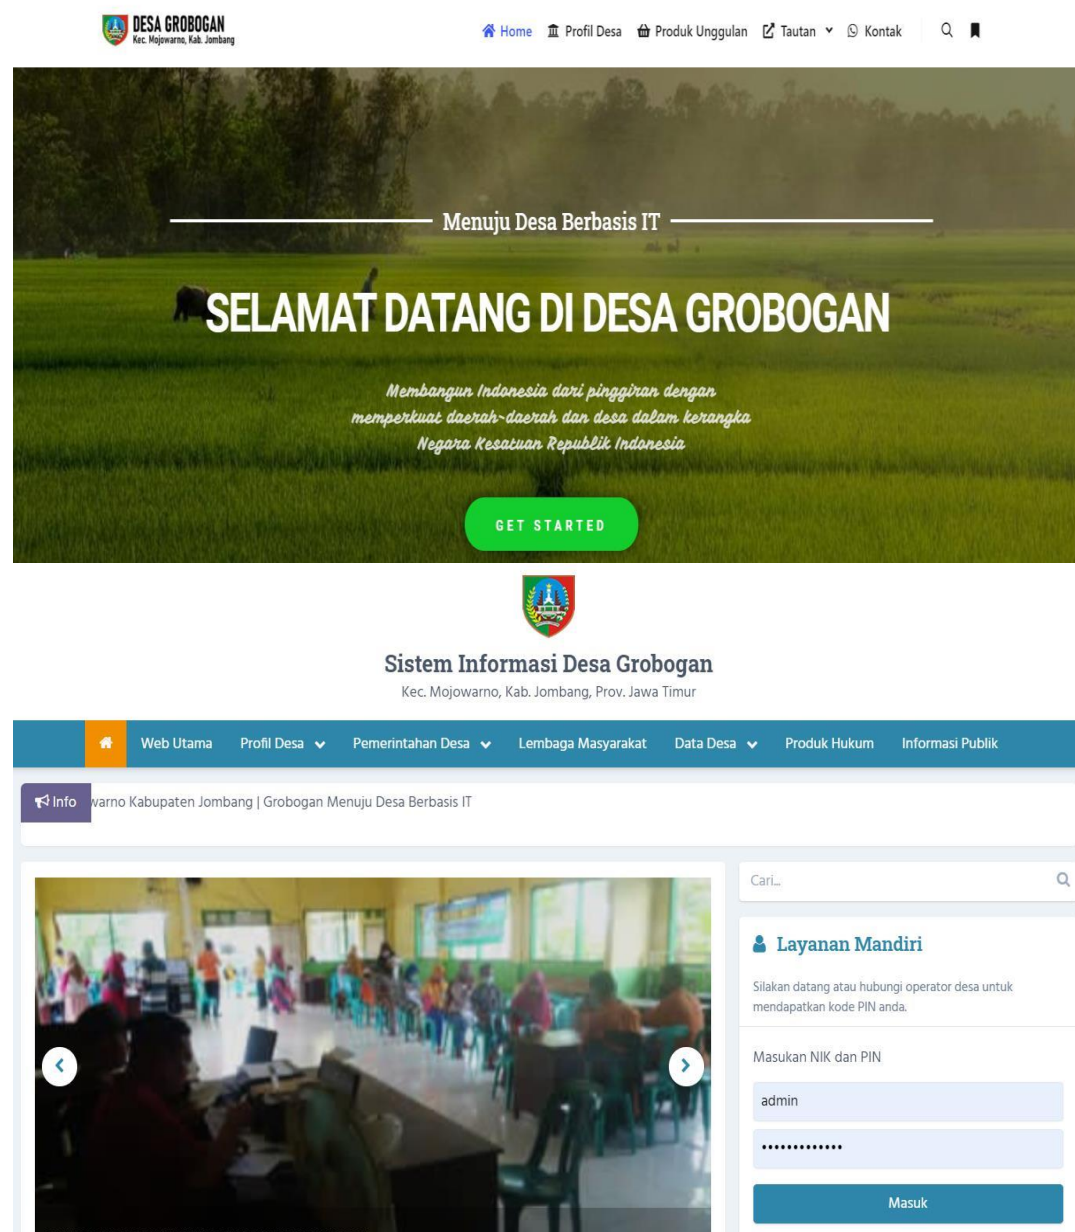 DESA GROBOGAN
Kec. Mojowarno, Kab. Jombang
Home Profil Desa Produk Unggulan Tautan Kontak
Menuju Desa Berbasis IT
SELAMAT DATANG DI DESA GROBOGAN
Membangun Indonesia dari pinggiran dengan
memperkuat daerah-daerah dan desa dalam kerangka
Negara Kesatuan Republik Indonesia
GET STARTED
Sistem Informasi Desa Grobogan
Kec. Mojowarno, Kab. Jombang, Prov. Jawa Timur
Web Utama Profil Desa Pemerintahan Desa Lembaga Masyarakat Data Desa Produk Hukum Informasi Publik
Info warno Kabupaten Jombang | Grobogan Menuju Desa Berbasis IT
Cari...
Layanan Mandiri
Silakan datang atau hubungi operator desa untuk
mendapatkan kode PIN anda.
Masukan NIK dan PIN
admin
•••••••••••••
Masuk